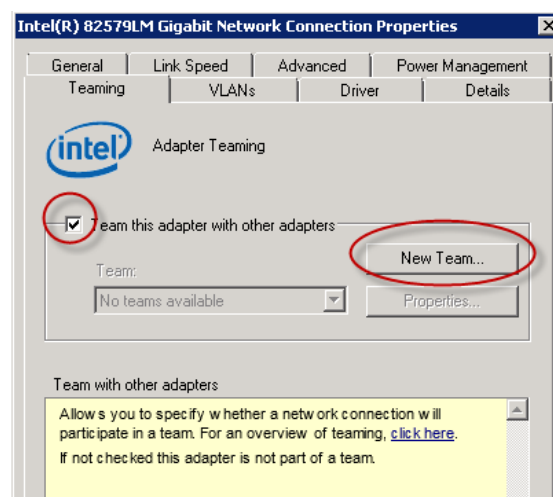 Intel(R) 82579LM Gigabit Network Connection Properties
General Link Speed Advanced Power Management
Teaming VLANs Driver Details
intel Adapter Teaming
Team this adapter with other adapters
New Team...
Team:
No teams available Properties...
Team with other adapters
Allows you to specify whether a network connection will
participate in a team. For an overview of teaming, click here.
If not checked this adapter is not part of a team.